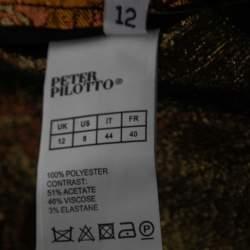 12
PETER
PILOTTO®
UK US IT FR
12 8 44 40
100% POLYESTER
CONTRAST:
51% ACETATE
46% VISCOSE
3% ELASTANE